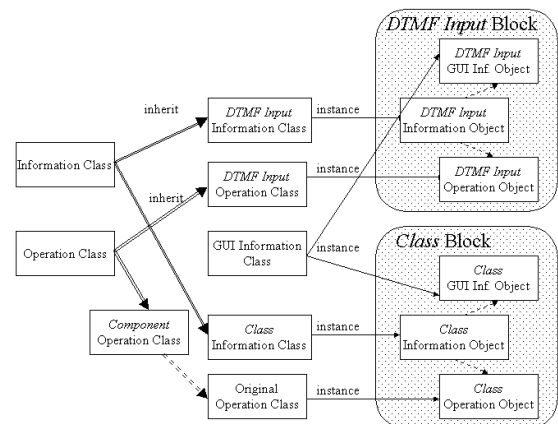 DTMF Input Block
DTMF Input
GUI Inf. Object
inherit
DTMF Input
Information Class
instance
DTMF Input
Information Object
Information Class
inherit
DTMF Input
Operation Class
instance
DTMF Input
Operation Object
Operation Class
GUI Information
Class
instance
Class Block
Class
GUI Inf. Object
Component
Operation Class
Class
Information Class
instance
Class
Information Object
Original
Operation Class
instance
Class
Operation Object